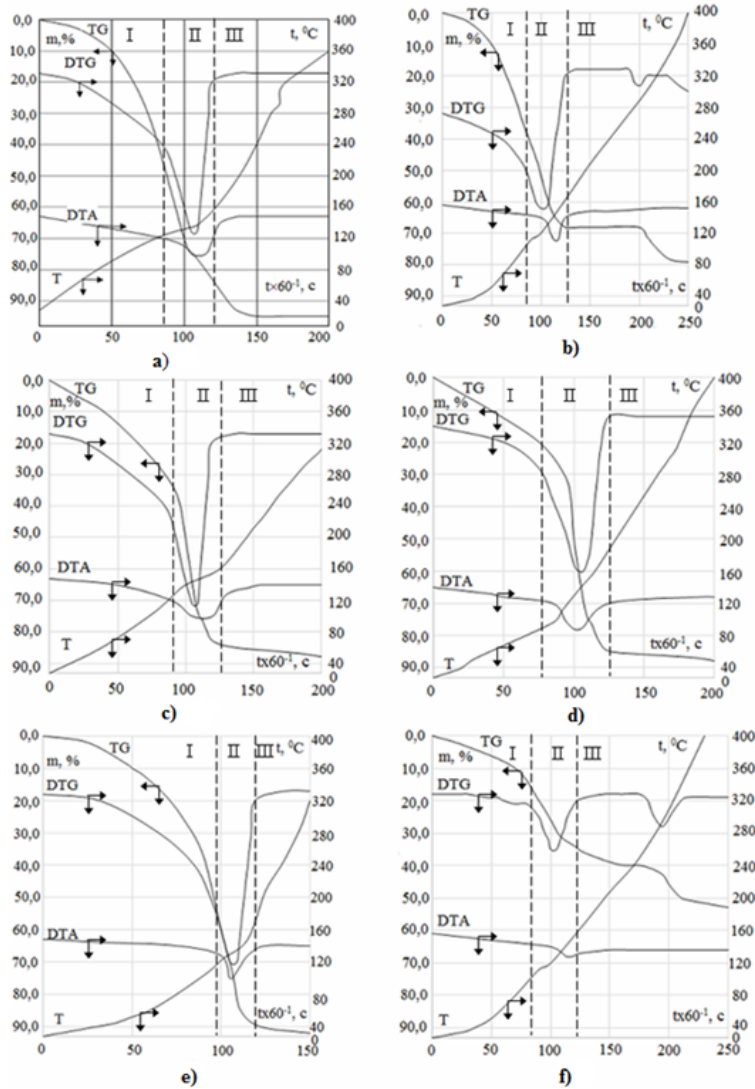 TG
I
II
III
t, ⁰C
m,%
DTG
DTA
T
t×60⁻¹, c
0,0
10,0
20,0
30,0
40,0
50,0
60,0
70,0
80,0
90,0
400
360
320
280
240
200
160
120
80
40
0
0 50 100 150 200
a)
TG
I
II
III
t, ⁰C
m, %
DTG
DTA
T
tx60⁻¹, c
0,0
10,0
20,0
30,0
40,0
50,0
60,0
70,0
80,0
90,0
400
360
320
280
240
200
160
120
80
40
0
0 50 100 150 200 250
b)
TG
I
II
III
t, ⁰C
m,%
DTG
DTA
T
tx60⁻¹, c
0,0
10,0
20,0
30,0
40,0
50,0
60,0
70,0
80,0
90,0
400
360
320
280
240
200
160
120
80
40
0
0 50 100 150 200
c)
TG
I
II
III
t, ⁰C
m, %
DTG
DTA
T
tx60⁻¹, c
0,0
10,0
20,0
30,0
40,0
50,0
60,0
70,0
80,0
90,0
400
360
320
280
240
200
160
120
80
40
0
0 50 100 150 200
d)
TG
I
II
III
t, ⁰C
m, %
DTG
DTA
T
tx60⁻¹, c
0,0
10,0
20,0
30,0
40,0
50,0
60,0
70,0
80,0
90,0
400
360
320
280
240
200
160
120
80
40
0
0 50 100 150
e)
TG
I
II
III
t, ⁰C
m, %
DTG
DTA
T
tx60⁻¹, c
0,0
10,0
20,0
30,0
40,0
50,0
60,0
70,0
80,0
90,0
400
360
320
280
240
200
160
120
80
40
0
0 50 100 150 200 250
f)